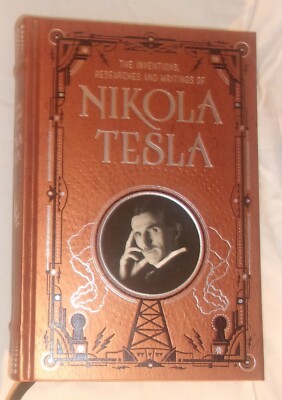 THE INVENTIONS,
RESEARCHES AND WRITINGS OF
NIKOLA
TESLA